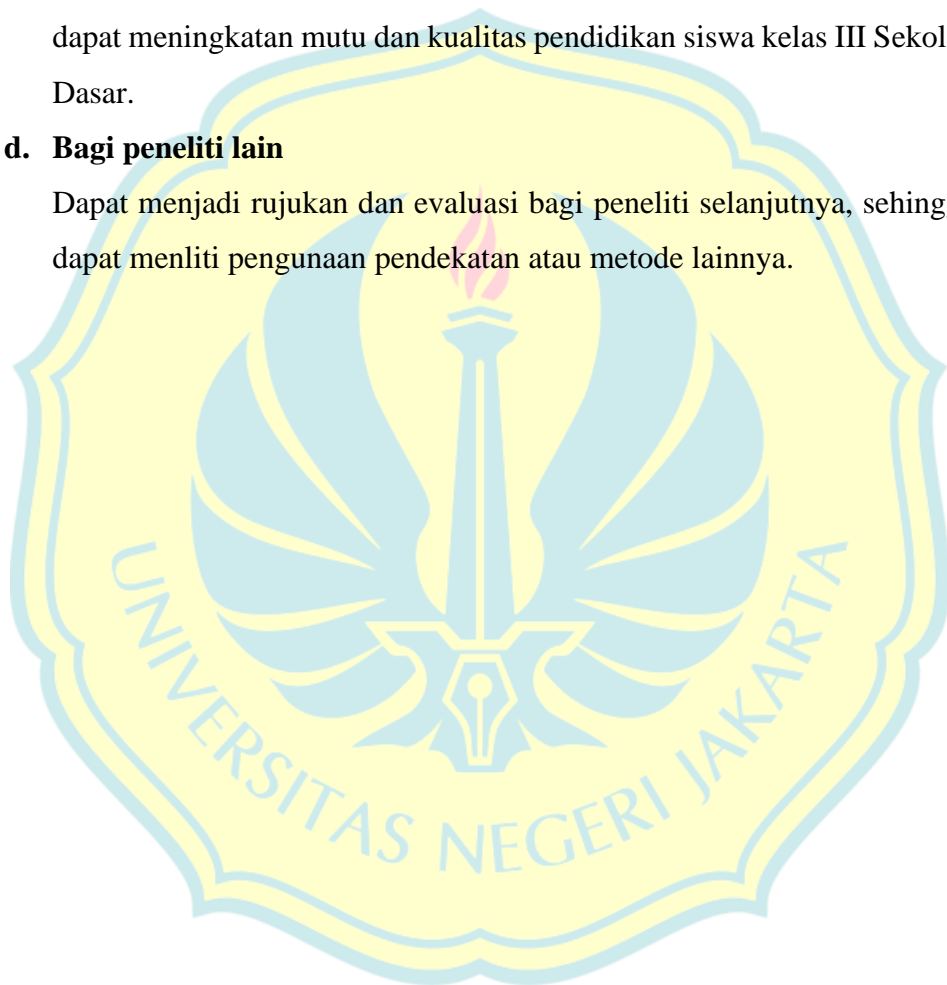 dapat meningkatan mutu dan kualitas pendidikan siswa kelas III Sekol
Dasar.
d. Bagi peneliti lain
Dapat menjadi rujukan dan evaluasi bagi peneliti selanjutnya, sehing
dapat menliti pengunaan pendekatan atau metode lainnya.
UNIVERSITAS NEGERI JAKARTA